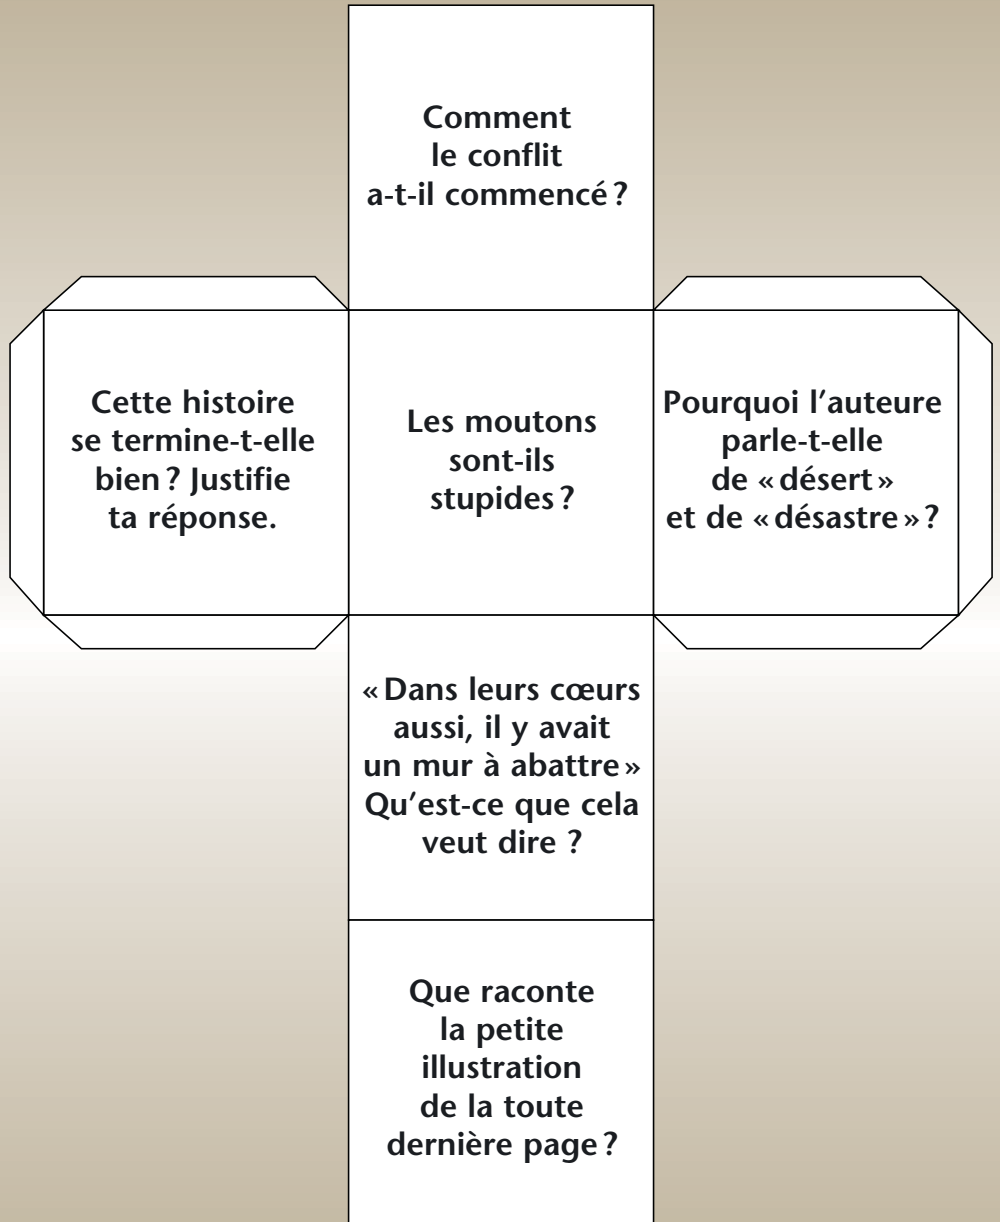 Comment
le conflit
a-t-il commencé ?
Cette histoire
se termine-t-elle
bien ? Justifie
ta réponse.
Les moutons
sont-ils
stupides ?
Pourquoi l’auteure
parle-t-elle
de « désert »
et de « désastre » ?
« Dans leurs cœurs
aussi, il y avait
un mur à abattre »
Qu’est-ce que cela
veut dire ?
Que raconte
la petite
illustration
de la toute
dernière page ?